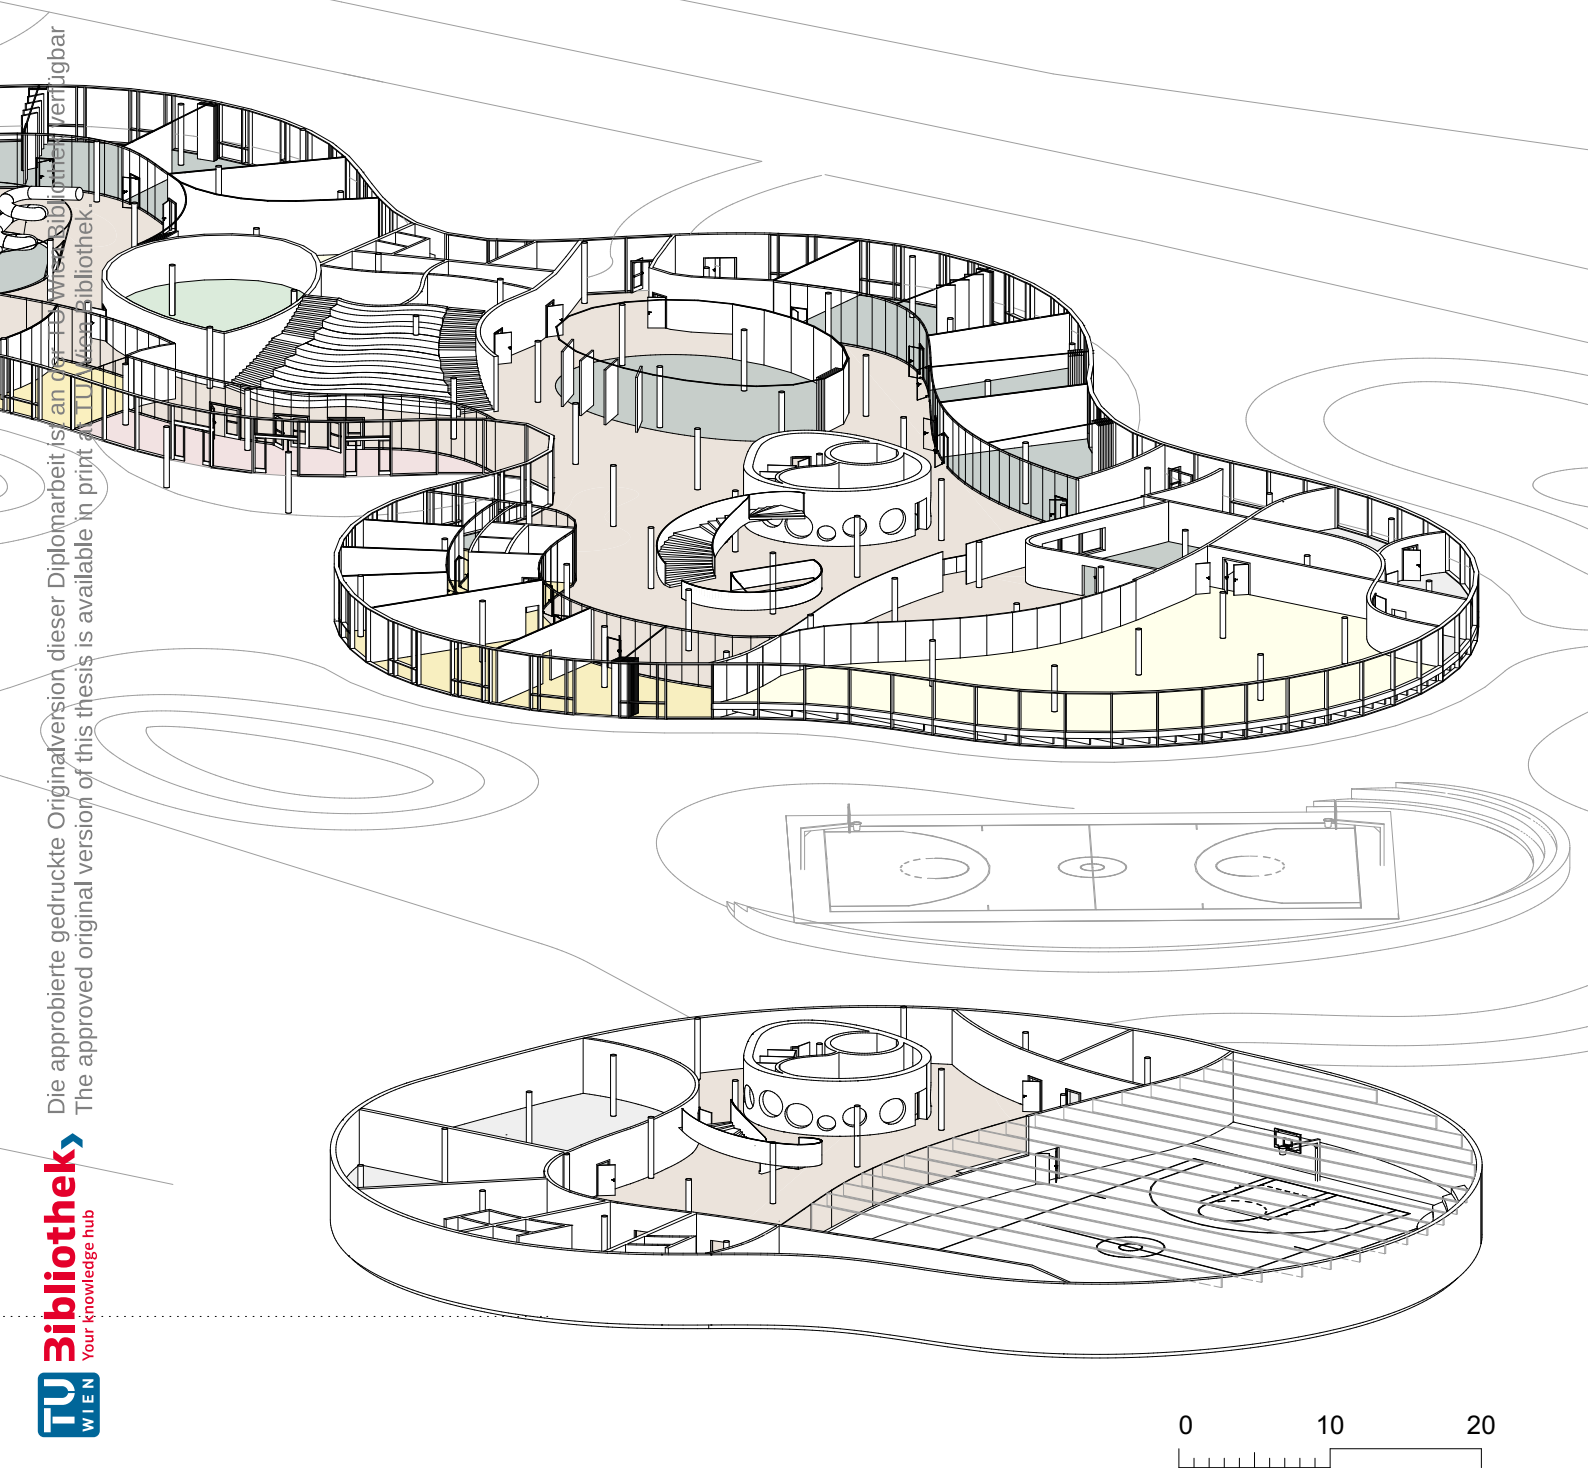 Die approbierte gedruckte Originalversion dieser Diplomarbeit ist an der TU Wien Bibliothek verfügbar
The approved original version of this thesis is available in print at TU Wien Bibliothek.
TU Bibliothek
WIEN Your knowledge hub
0 10 20